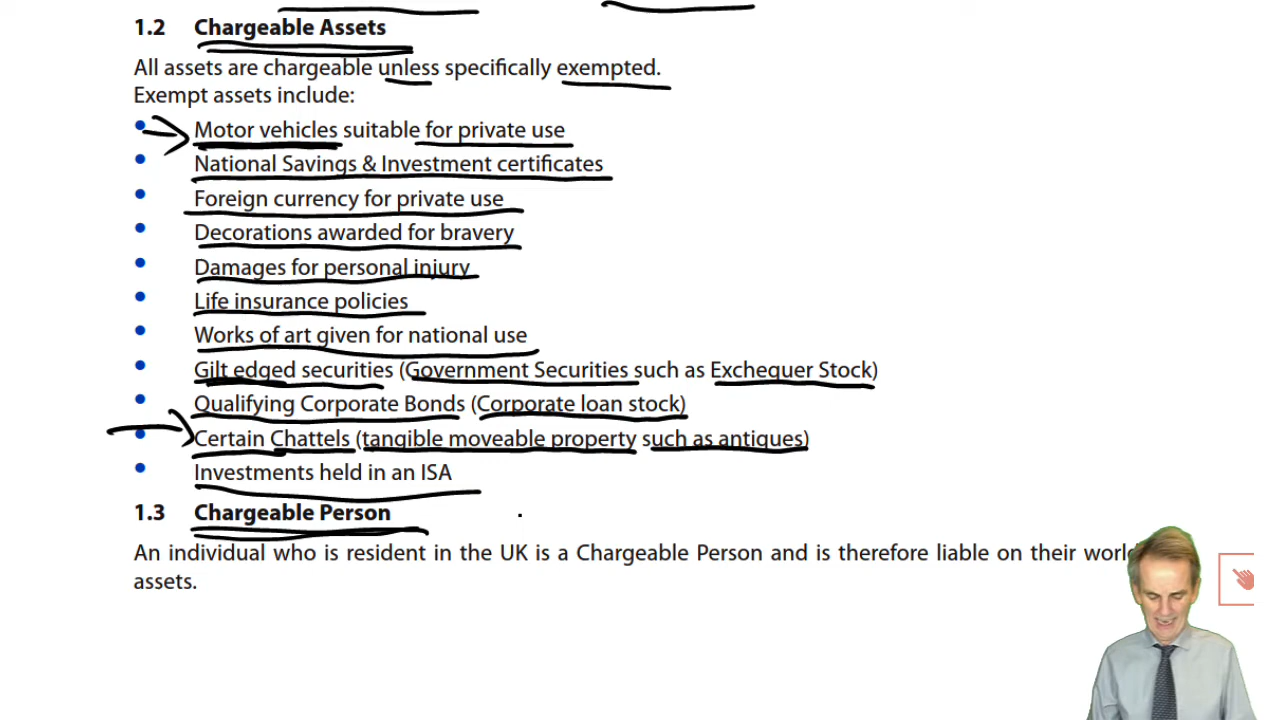 1.2 Chargeable Assets
All assets are chargeable unless specifically exempted.
Exempt assets include:
• Motor vehicles suitable for private use
• National Savings & Investment certificates
• Foreign currency for private use
• Decorations awarded for bravery
• Damages for personal injury
• Life insurance policies
• Works of art given for national use
• Gilt edged securities (Government Securities such as Exchequer Stock)
• Qualifying Corporate Bonds (Corporate loan stock)
• Certain Chattels (tangible moveable property such as antiques)
• Investments held in an ISA
1.3 Chargeable Person
An individual who is resident in the UK is a Chargeable Person and is therefore liable on their
assets.